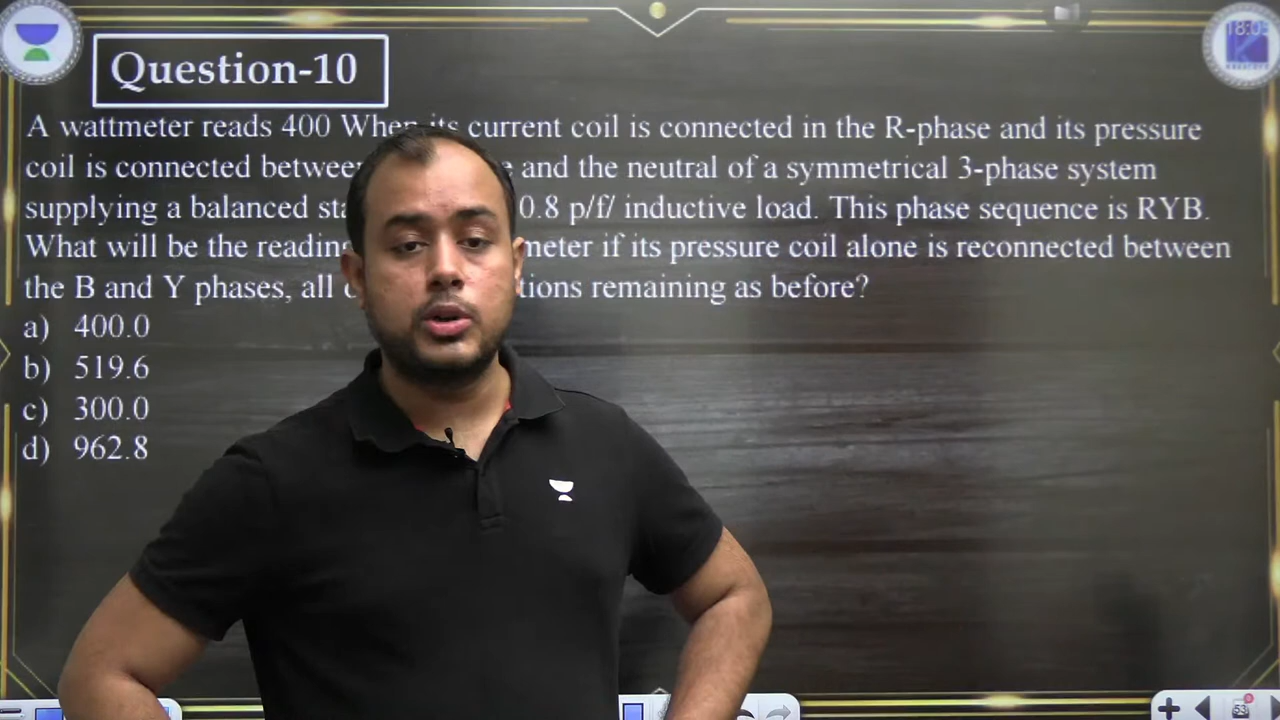 Question-10
18:03
A wattmeter reads 400 When its current coil is connected in the R-phase and its pressure
coil is connected and the neutral of a symmetrical 3-phase system
supplying a balanced 0.8 p/f/ inductive load. This phase sequence is RYB.
What will be the if its pressure coil alone is reconnected between
the B and Y phases, all remaining as before?
a) 400.0
b) 519.6
c) 300.0
d) 962.8
53